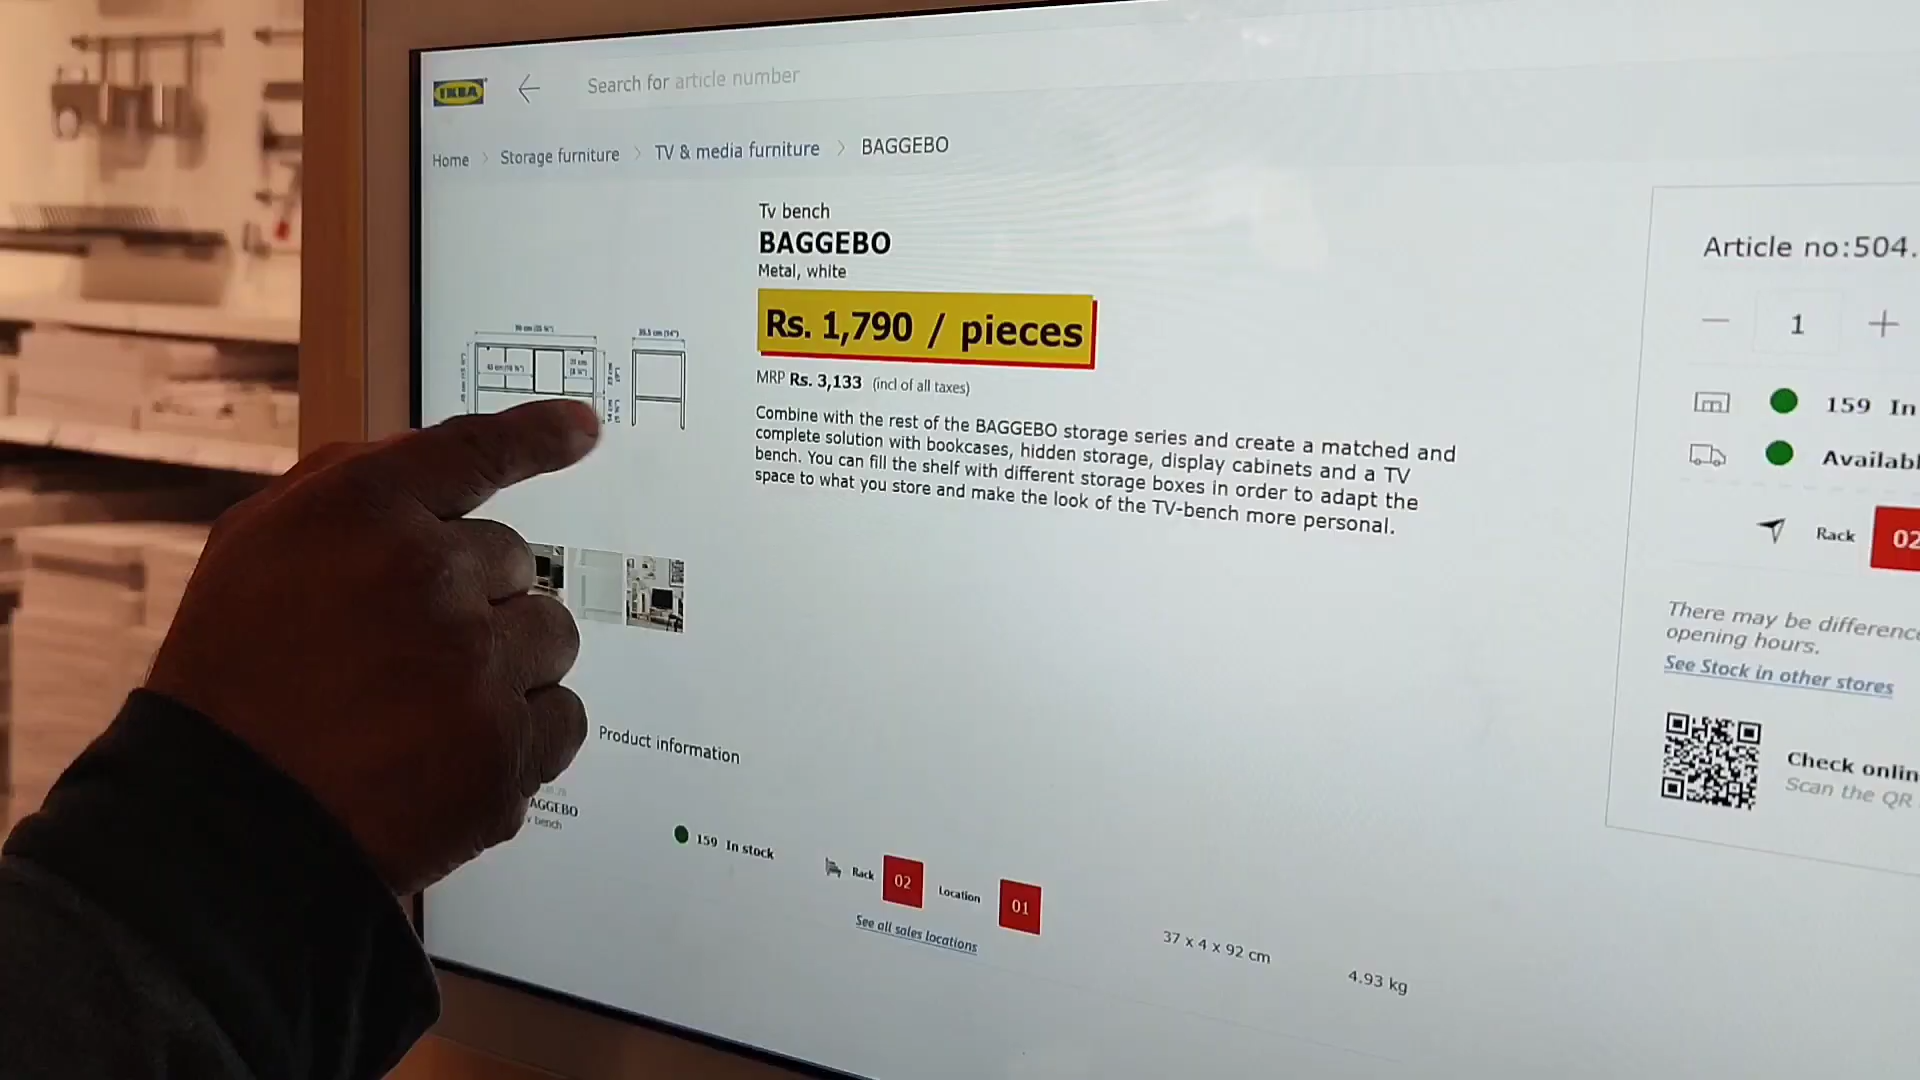 IKEA
Search for article number
Home > Storage furniture > TV & media furniture > BAGGEBO
Tv bench
BAGGEBO
Metal, white
Rs. 1,790 / pieces
MRP Rs. 3,133 (incl of all taxes)
Combine with the rest of the BAGGEBO storage series and create a matched and
complete solution with bookcases, hidden storage, display cabinets and a TV
bench. You can fill the shelf with different storage boxes in order to adapt the
space to what you store and make the look of the TV-bench more personal.
Article no:504.
1
159 In
Availabl
Rack 02
There may be difference
opening hours.
See Stock in other stores
Check onlin
Scan the QR
Product information
AGGEBO
bench
159 In stock
Rack 02 Location 01
See all sales locations
37 x 4 x 92 cm
4.93 kg